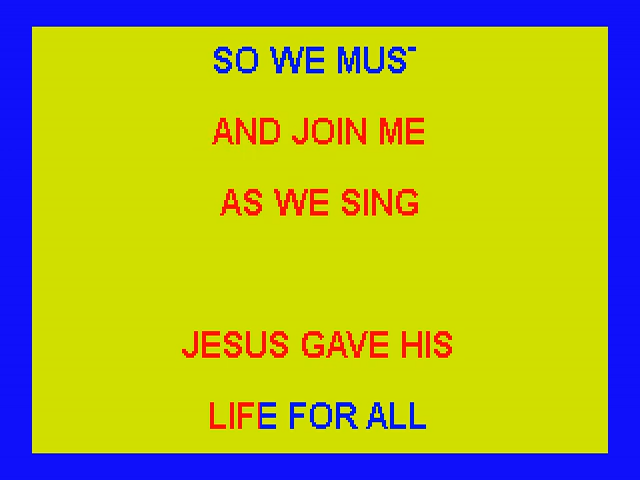 SO WE MUS
AND JOIN ME
AS WE SING
JESUS GAVE HIS
LIFE FOR ALL